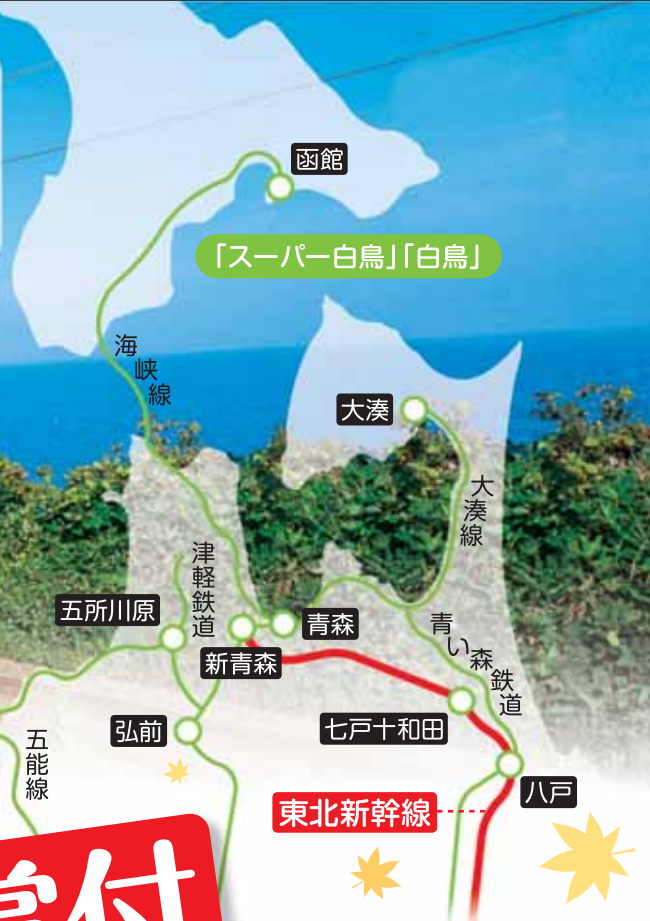 函館
「スーパー白鳥」「白鳥」
海峡線
大湊
大湊線
津軽鉄道
五所川原
青森
新青森
青い森鉄道
七戸十和田
弘前
五能線
八戸
東北新幹線
付